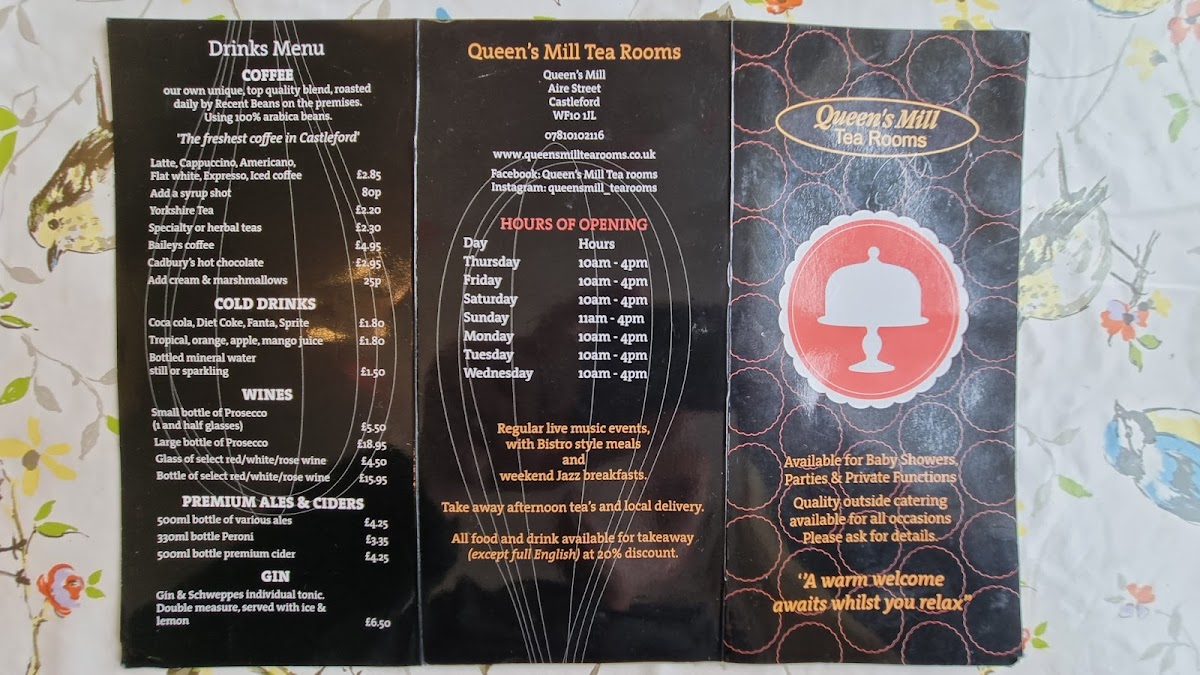 Drinks Menu
COFFEE
our own unique, top quality blend, roasted
daily by Recent Beans on the premises.
Using 100% arabica beans.
'The freshest coffee in Castleford'
Latte, Cappuccino, Americano,
Flat white, Expresso, Iced coffee £2.85
Add a syrup shot 80p
Yorkshire Tea £2.20
Specialty or herbal teas £2.30
Baileys coffee £4.95
Cadbury's hot chocolate £2.95
Add cream & marshmallows 25p
COLD DRINKS
Coca cola, Diet Coke, Fanta, Sprite £1.80
Tropical, orange, apple, mango juice £1.80
Bottled mineral water
still or sparkling £1.50
WINES
Small bottle of Prosecco
(1 and half glasses) £5.50
Large bottle of Prosecco £18.95
Glass of select red/white/rose wine £4.50
Bottle of select red/white/rose wine £15.95
PREMIUM ALES & CIDERS
500ml bottle of various ales £4.25
330ml bottle Peroni £3.35
500ml bottle premium cider £4.25
GIN
Gin & Schweppes individual tonic.
Double measure, served with ice &
lemon £6.50
Queen's Mill Tea Rooms
Queen's Mill
Aire Street
Castleford
WF10 1JL
07810102116
www.queensmilltearooms.co.uk
Facebook: Queen's Mill Tea rooms
Instagram: queensmill_tearooms
HOURS OF OPENING
Day Hours
Thursday 10am - 4pm
Friday 10am - 4pm
Saturday 10am - 4pm
Sunday 11am - 4pm
Monday 10am - 4pm
Tuesday 10am - 4pm
Wednesday 10am - 4pm
Regular live music events,
with Bistro style meals
and
weekend Jazz breakfasts.
Take away afternoon tea's and local delivery.
All food and drink available for takeaway
(except full English) at 20% discount.
Queen's Mill
Tea Rooms
Available for Baby Showers,
Parties & Private Functions
Quality outside catering
available for all occasions
Please ask for details.
"A warm welcome
awaits whilst you relax"